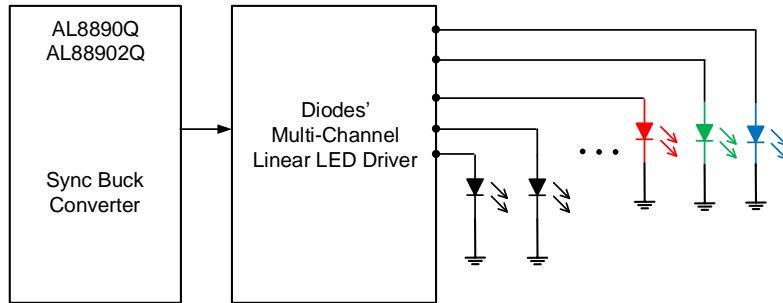 AL8890Q
AL88902Q
Sync Buck
Converter
Diodes'
Multi-Channel
Linear LED Driver